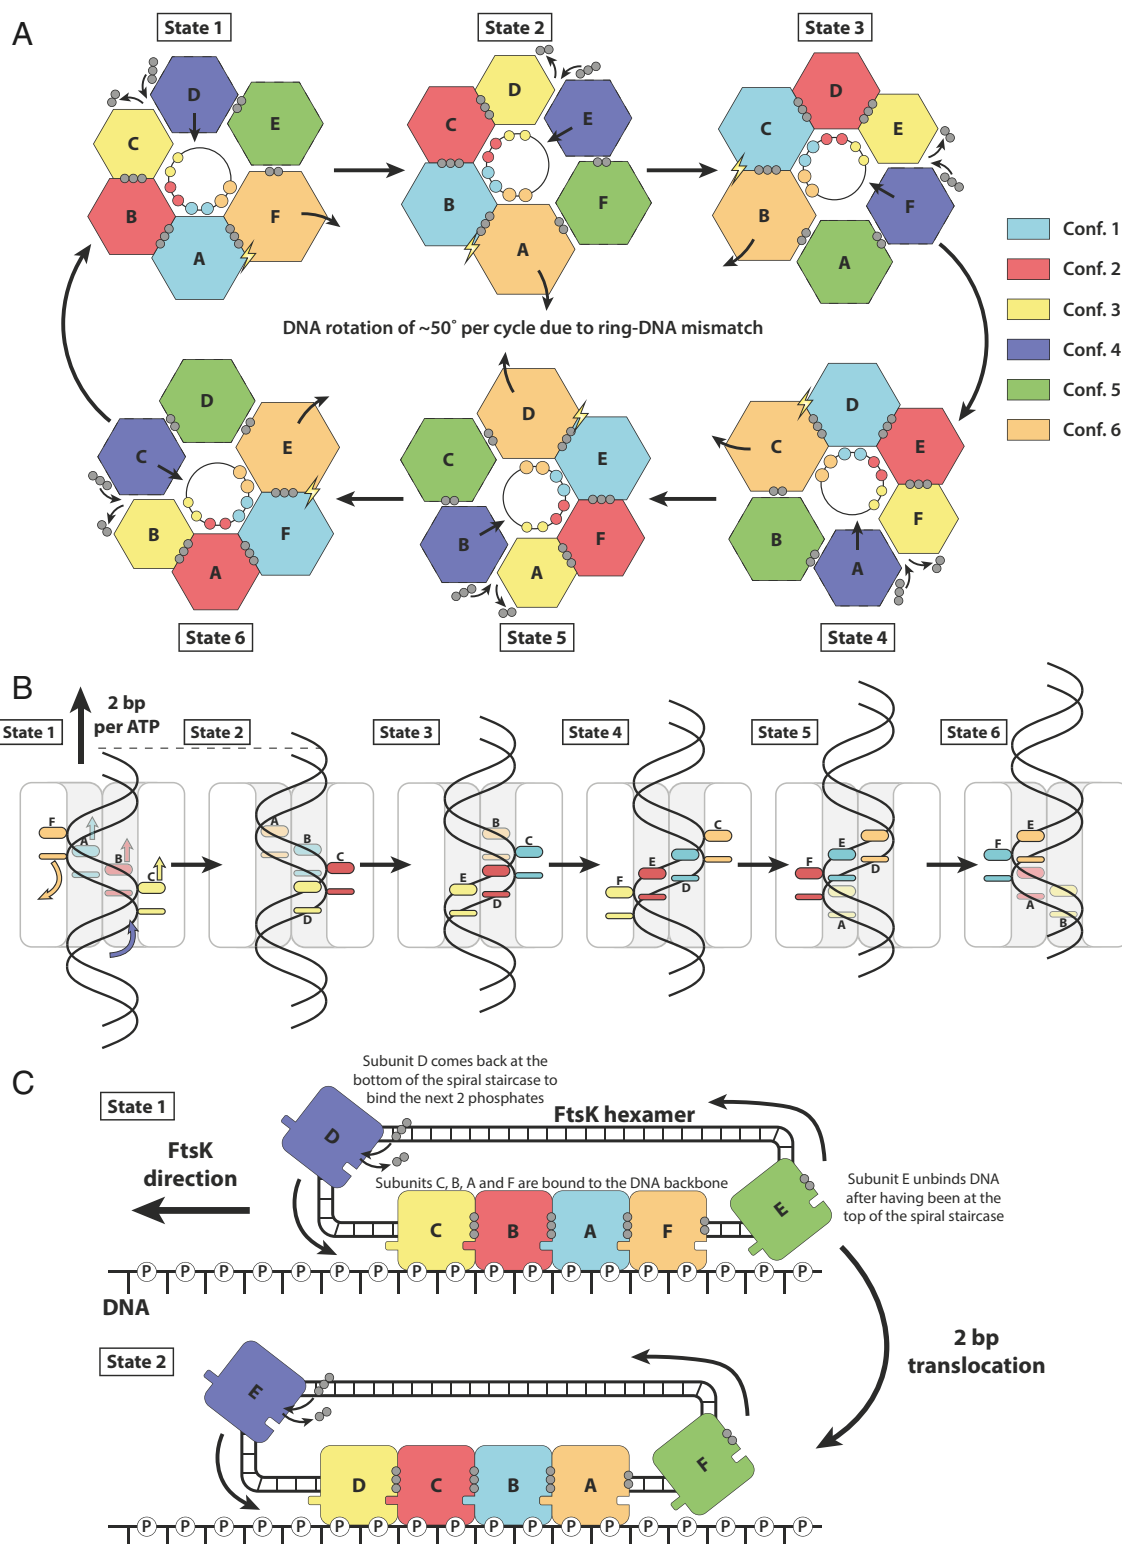 A
State 1
State 2
State 3
D
C
E
B
F
A
D
C
E
B
F
A
D
C
E
B
F
A
Conf. 1
Conf. 2
Conf. 3
Conf. 4
Conf. 5
Conf. 6
DNA rotation of ~50° per cycle due to ring-DNA mismatch
D
C
E
B
F
A
D
C
E
B
F
A
D
C
E
B
F
A
State 6
State 5
State 4
B
2 bp
per ATP
State 1
State 2
State 3
State 4
State 5
State 6
F
A
B
C
A
B
C
D
B
C
E
D
C
E
F
D
E
F
D
A
E
F
C
A
B
C
Subunit D comes back at the
bottom of the spiral staircase to
bind the next 2 phosphates
State 1
FtsK hexamer
D
FtsK
direction
Subunits C, B, A and F are bound to the DNA backbone
Subunit E unbinds DNA
after having been at the
top of the spiral staircase
C B A F E
P P P P P P P P P P P P P P P P P P
DNA
2 bp
translocation
State 2
E
F
D C B A
P P P P P P P P P P P P P P P P P P